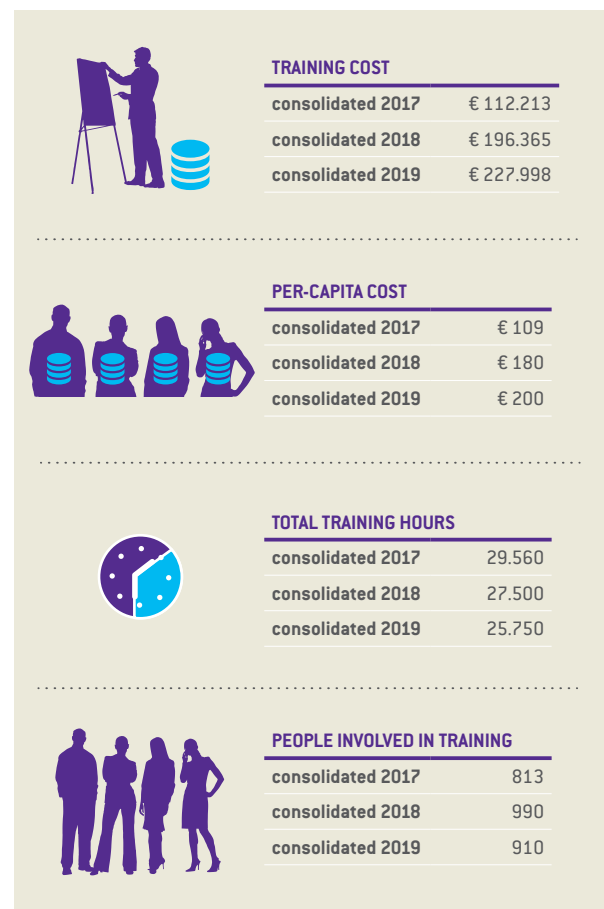 TRAINING COST
consolidated 2017 € 112.213
consolidated 2018 € 196.365
consolidated 2019 € 227.998
PER-CAPITA COST
consolidated 2017 € 109
consolidated 2018 € 180
consolidated 2019 € 200
TOTAL TRAINING HOURS
consolidated 2017 29.560
consolidated 2018 27.500
consolidated 2019 25.750
PEOPLE INVOLVED IN TRAINING
consolidated 2017 813
consolidated 2018 990
consolidated 2019 910